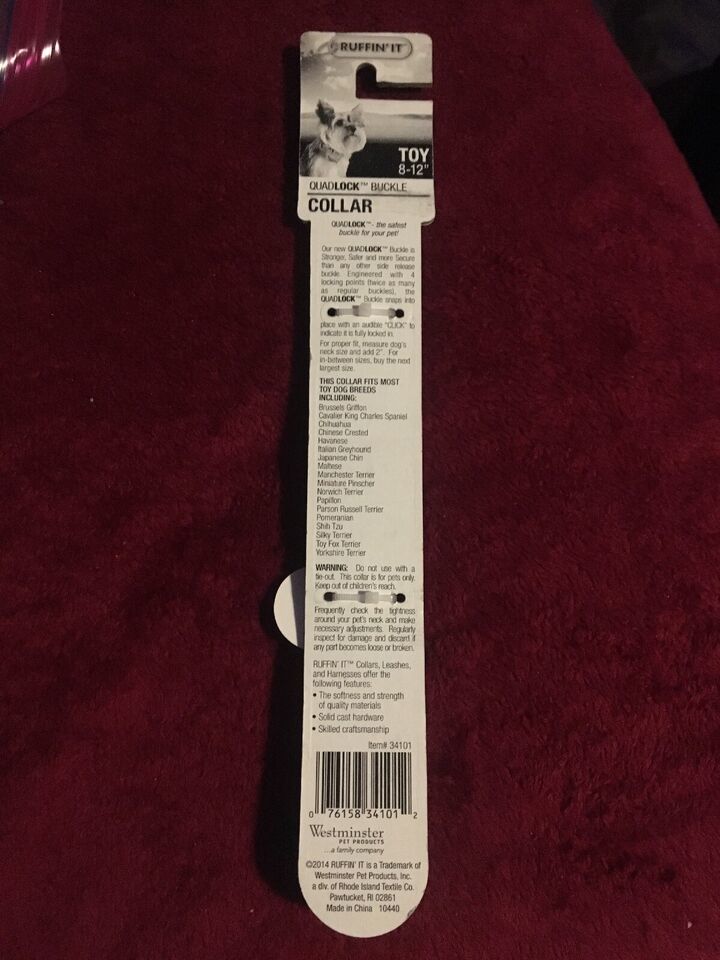 RUFFIN' IT
TOY
8-12"
QUADLOCK™ BUCKLE
COLLAR
QUADLOCK™- the safest
buckle for your pet!
Our new QUADLOCK™ Buckle is
Stronger, Safer and more Secure
than any other side release
buckle. Engineered with 4
locking points (twice as many
as regular buckles), the
QUADLOCK™ Buckle snaps into
place with an audible "CLICK" to
indicate it is fully locked in.
For proper fit, measure dog's
neck size and add 2". For
in-between sizes, buy the next
largest size.
THIS COLLAR FITS MOST
TOY DOG BREEDS
INCLUDING:
Brussels Griffon
Cavalier King Charles Spaniel
Chihuahua
Chinese Crested
Havanese
Italian Greyhound
Japanese Chin
Maltese
Manchester Terrier
Miniature Pinscher
Norwich Terrier
Papillon
Parson Russell Terrier
Pomeranian
Shih Tzu
Silky Terrier
Toy Fox Terrier
Yorkshire Terrier
WARNING: Do not use with a
tie-out. This collar is for pets only.
Keep out of children's reach.
Frequently check the tightness
around your pet's neck and make
necessary adjustments. Regularly
inspect for damage and discard if
any part becomes loose or broken.
RUFFIN' IT™ Collars, Leashes,
and Harnesses offer the
following features:
• The softness and strength
of quality materials
• Solid cast hardware
• Skilled craftsmanship
Item# 34101
0 76158 34101 2
Westminster
PET PRODUCTS
...a family company
©2014 RUFFIN' IT is a Trademark of
Westminster Pet Products, Inc.
a div. of Rhode Island Textile Co.
Pawtucket, RI 02861
Made in China 10440